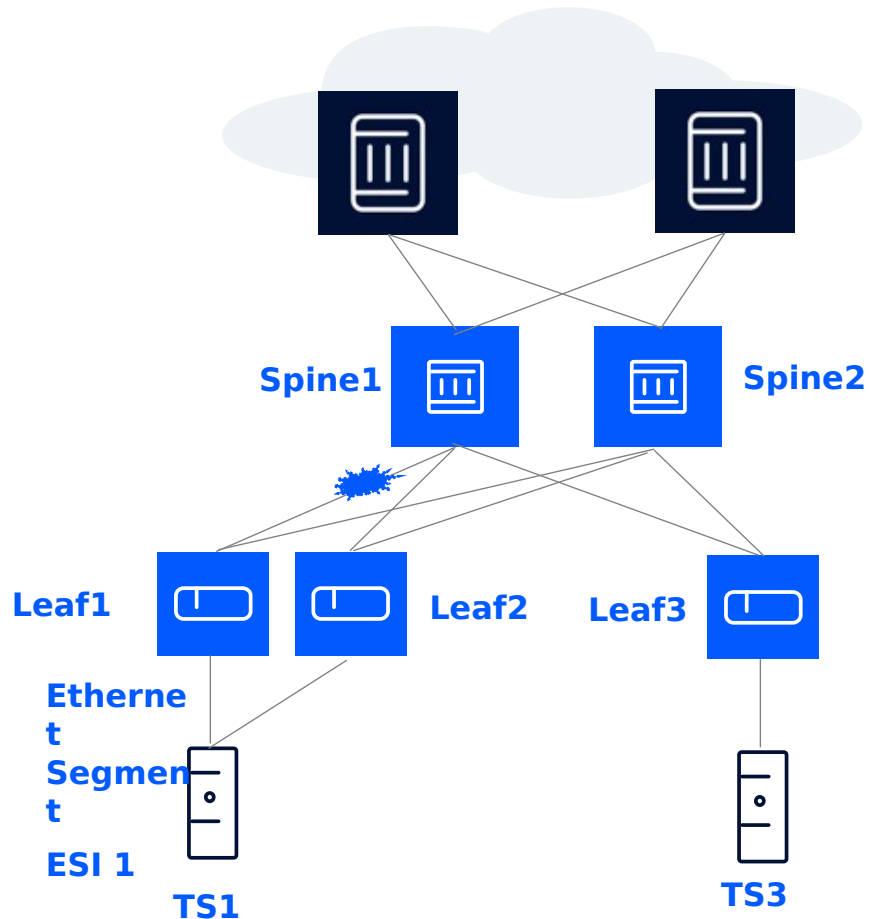 Spine1
Spine2
Leaf1
Leaf2
Leaf3
Etherne
t
Segmen
t
ESI 1
TS1
TS3